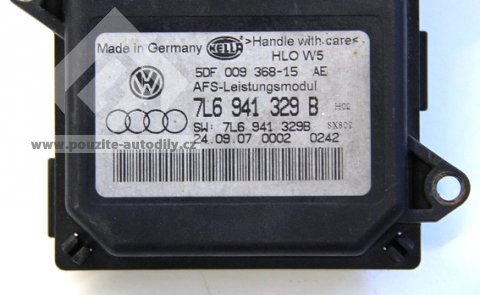 Made in Germany HELLA >Handle with care<
HLO W5
5DF 009 368-15 AE
AFS-Leistungsmodul
7L6 941 329 B
SW: 7L6 941 329B
24.09.07 0002 0242
www.pouzite-autodily.cz